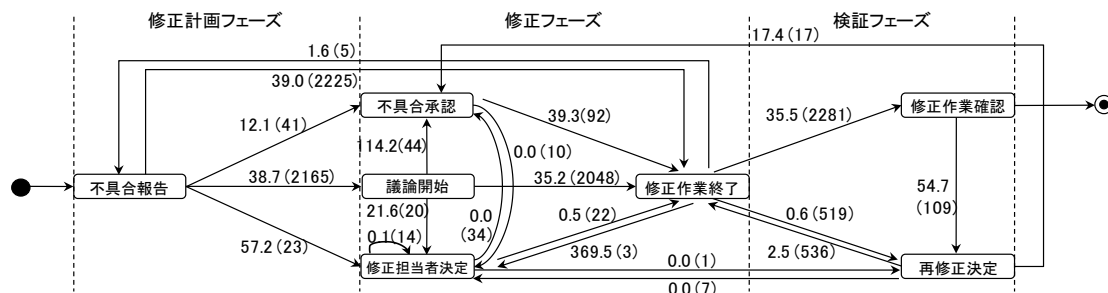 修正計画フェーズ
修正フェーズ
検証フェーズ
1.6(5)
17.4(17)
39.0(2225)
不具合承認
修正作業確認
12.1(41)
39.3(92)
35.5(2281)
114.2(44)
0.0(10)
不具合報告
38.7(2165)
議論開始
35.2(2048)
修正作業終了
54.7
(109)
21.6(20)
0.0
(34)
0.5(22)
0.6(519)
0.1(14)
57.2(23)
369.5(3)
2.5(536)
修正担当者決定
0.0(1)
再修正決定
0.0(7)